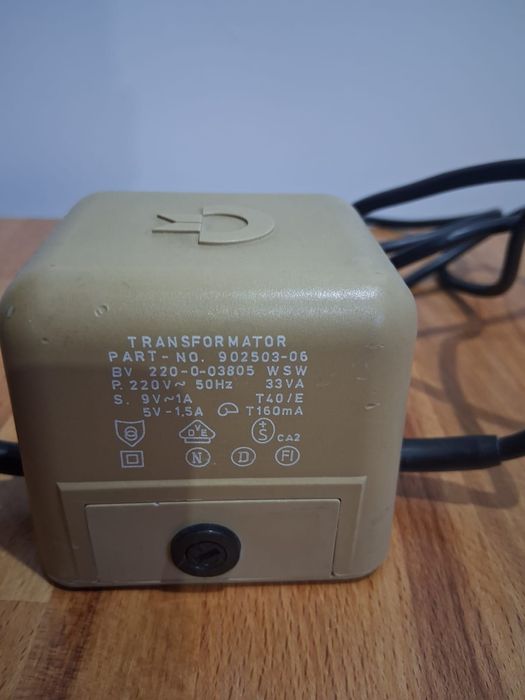 TRANSFORMATOR
PART-NO. 902503-06
BV 220-0-03805 WSW
P. 220V~ 50Hz 33VA
S. 9V~1A T40/E
5V-1.5A T160mA
DVE +S CA2
N D FI